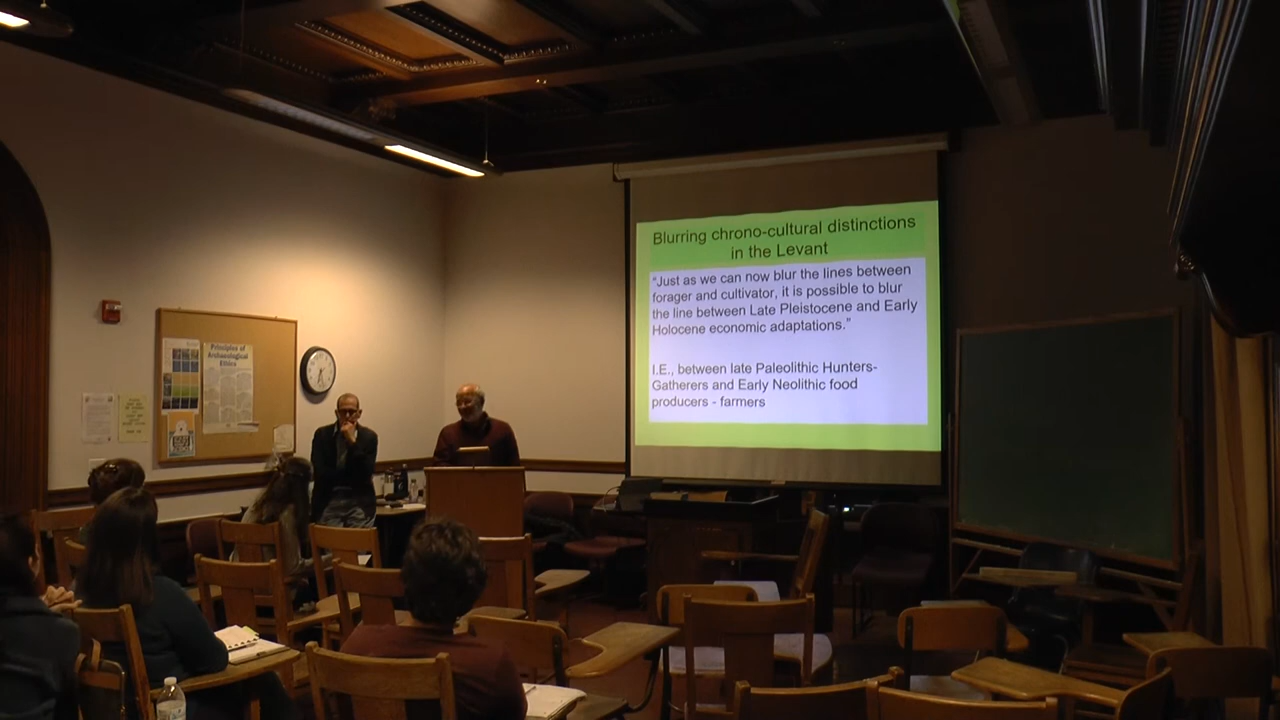 Blurring chrono-cultural distinctions
in the Levant
“Just as we can now blur the lines between
forager and cultivator, it is possible to blur
the line between Late Pleistocene and Early
Holocene economic adaptations.”
I.E., between late Paleolithic Hunters-
Gatherers and Early Neolithic food
producers - farmers
Principles of
Archaeological
Ethics